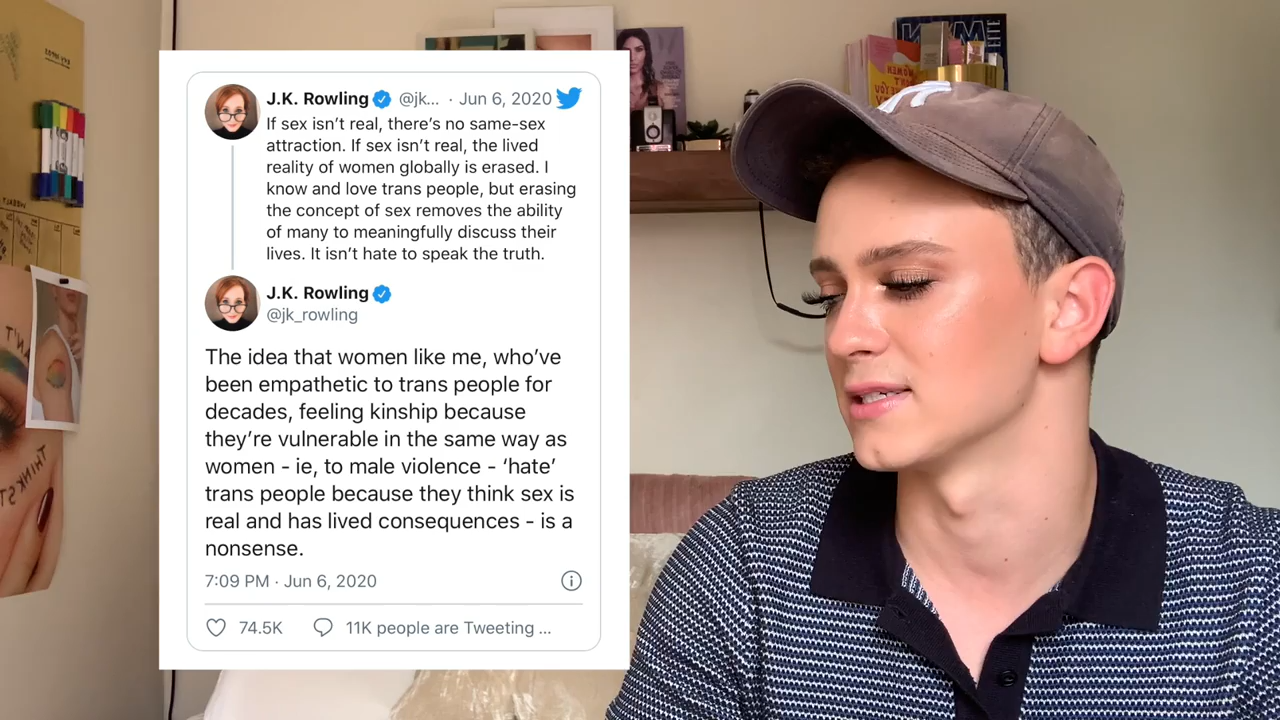 J.K. Rowling @jk... · Jun 6, 2020
If sex isn’t real, there’s no same-sex
attraction. If sex isn’t real, the lived
reality of women globally is erased. I
know and love trans people, but erasing
the concept of sex removes the ability
of many to meaningfully discuss their
lives. It isn’t hate to speak the truth.
J.K. Rowling
@jk_rowling
The idea that women like me, who’ve
been empathetic to trans people for
decades, feeling kinship because
they’re vulnerable in the same way as
women - ie, to male violence - ‘hate’
trans people because they think sex is
real and has lived consequences - is a
nonsense.
7:09 PM · Jun 6, 2020
74.5K 11K people are Tweeting ...
WOMEN
DON'T
OWE YOU
THINK